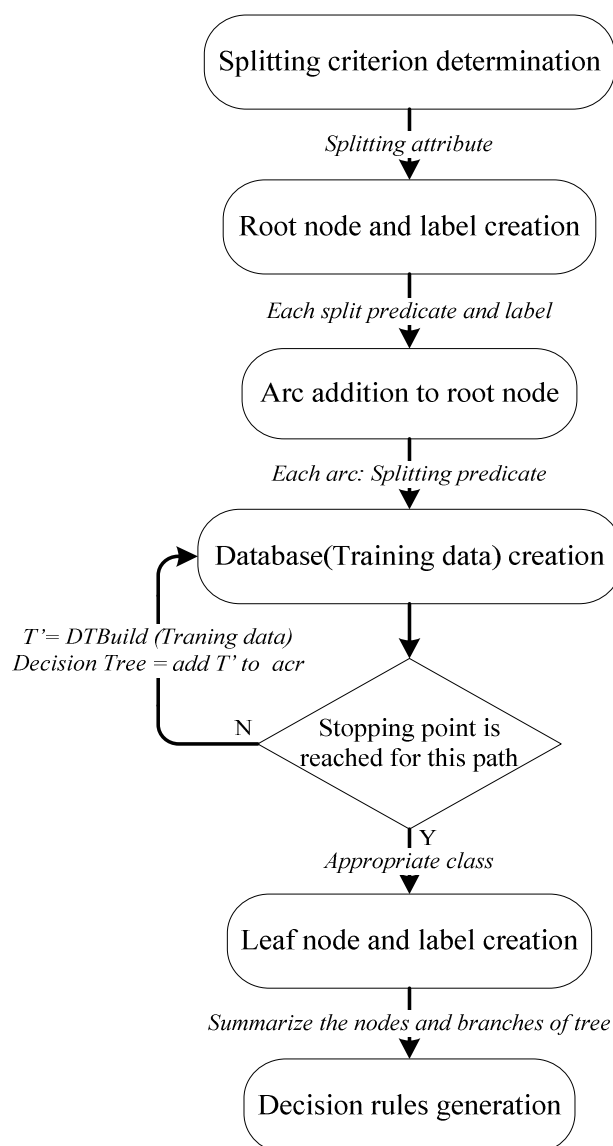 Splitting criterion determination
Splitting attribute
Root node and label creation
Each split predicate and label
Arc addition to root node
Each arc: Splitting predicate
Database(Training data) creation
T’= DTBuild (Traning data)
Decision Tree = add T’ to acr
N
Stopping point is
reached for this path
Y
Appropriate class
Leaf node and label creation
Summarize the nodes and branches of tree
Decision rules generation